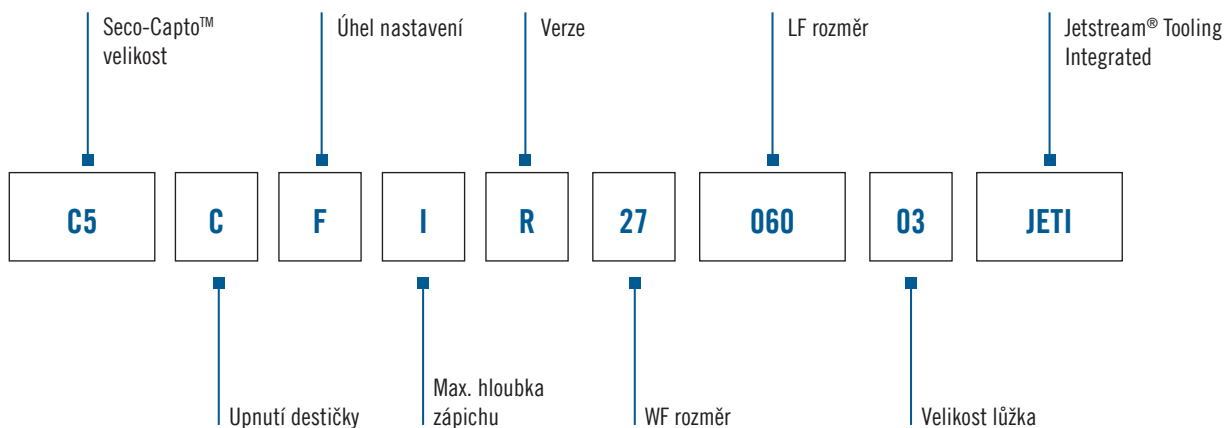 Seco-Capto™
velikost
Úhel nastavení
Verze
LF rozměr
Jetstream® Tooling
Integrated
C5
C
F
I
R
27
060
03
JETI
Upnutí destičky
Max. hloubka
zápichu
WF rozměr
Velikost lůžka